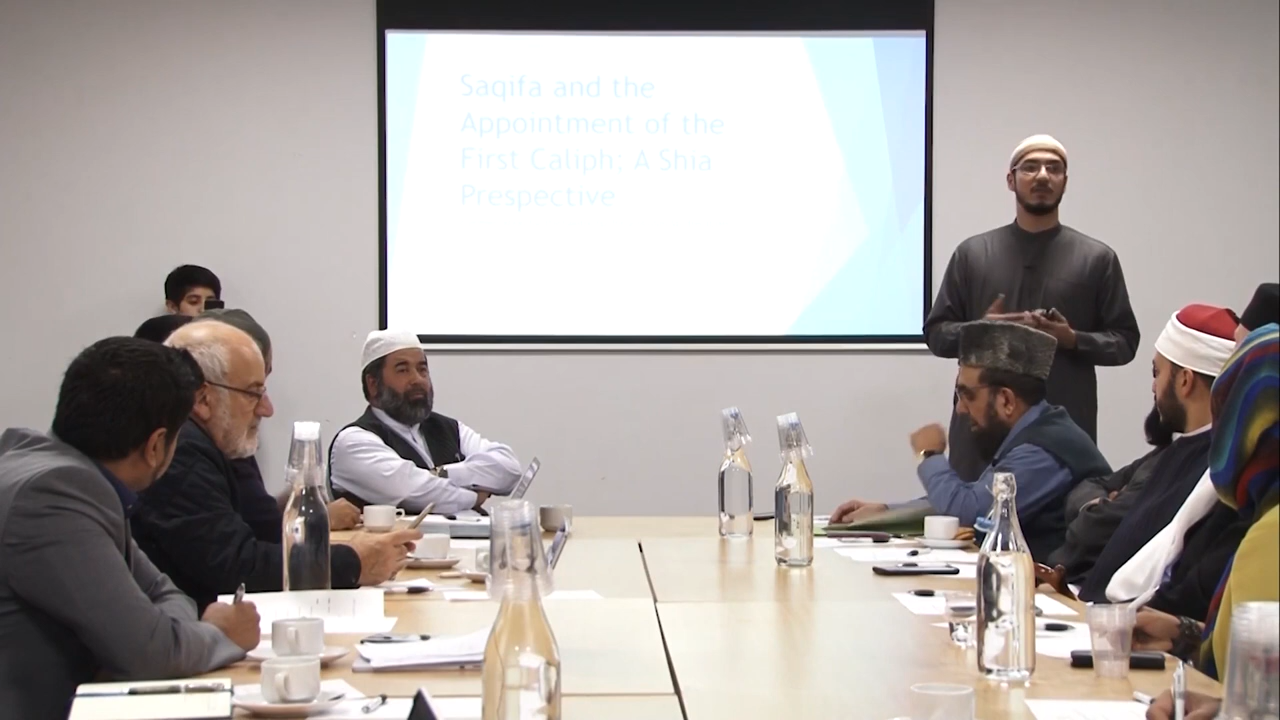 Saqifa and the
Appointment of the
First Caliph: A Shia
Prespective